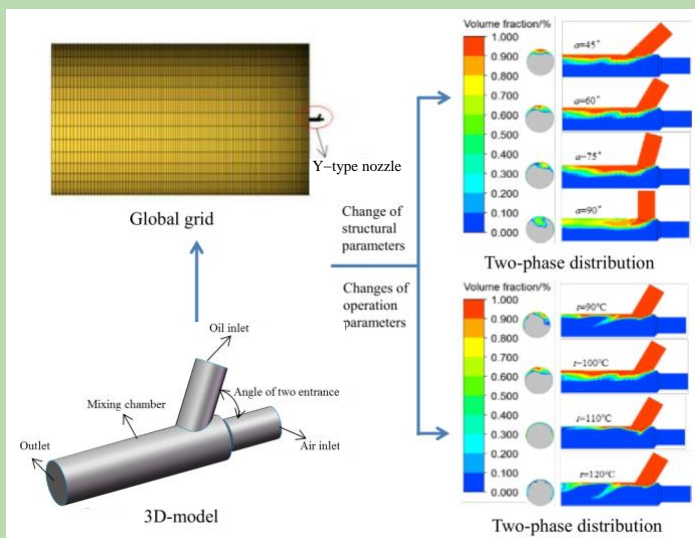 Y-type nozzle
Global grid
Oil inlet
Angle of two entrance
Mixing chamber
Outlet
Air inlet
3D-model
Change of
structural
parameters
Changes of
operation
parameters
Volume fraction/%
1.000
0.900
0.800
0.700
0.600
0.500
0.400
0.300
0.200
0.100
0.000
α=45°
α=60°
α=75°
α=90°
Two-phase distribution
Volume fraction/%
1.000
0.900
0.800
0.700
0.600
0.500
0.400
0.300
0.200
0.100
0.000
t=90°C
t=100°C
t=110°C
t=120°C
Two-phase distribution